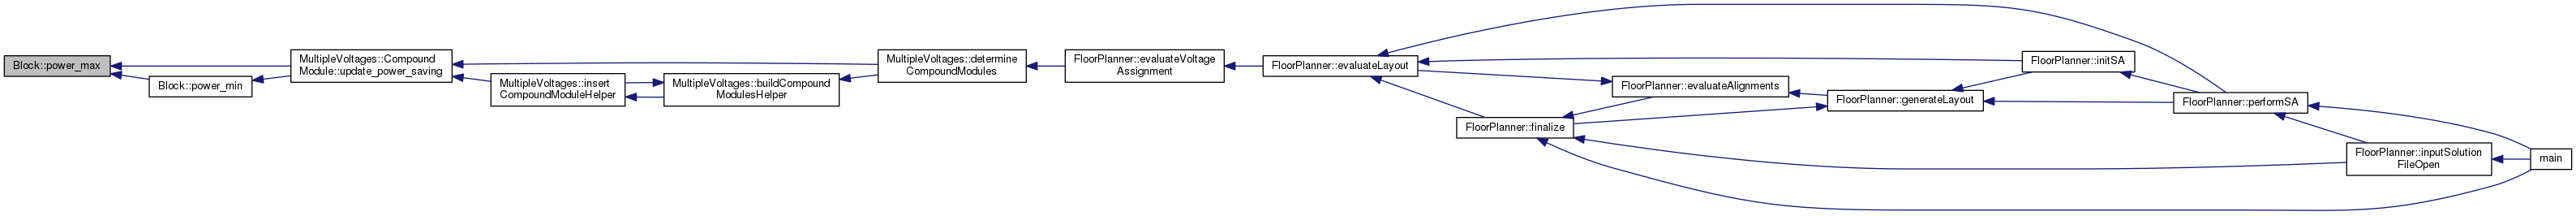 Block::power_max
Block::power_min
MultipleVoltages::Compound
Module::update_power_saving
MultipleVoltages::insert
CompoundModuleHelper
MultipleVoltages::buildCompound
ModulesHelper
MultipleVoltages::determine
CompoundModules
FloorPlanner::evaluateVoltage
Assignment
FloorPlanner::evaluateLayout
FloorPlanner::finalize
FloorPlanner::evaluateAlignments
FloorPlanner::generateLayout
FloorPlanner::initSA
FloorPlanner::performSA
FloorPlanner::inputSolution
FileOpen
main